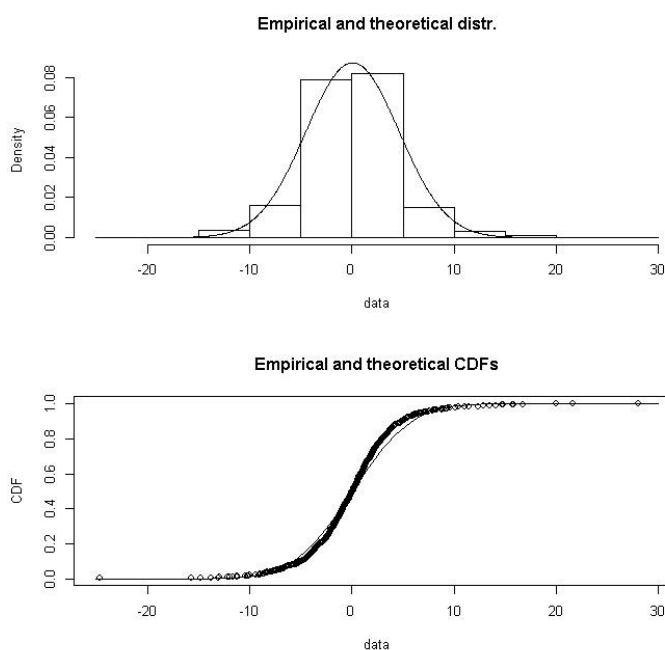 Empirical and theoretical distr.
Density
0.00 0.02 0.04 0.06 0.08
-20 -10 0 10 20 30
data
Empirical and theoretical CDFs
CDF
0.0 0.2 0.4 0.6 0.8 1.0
-20 -10 0 10 20 30
data